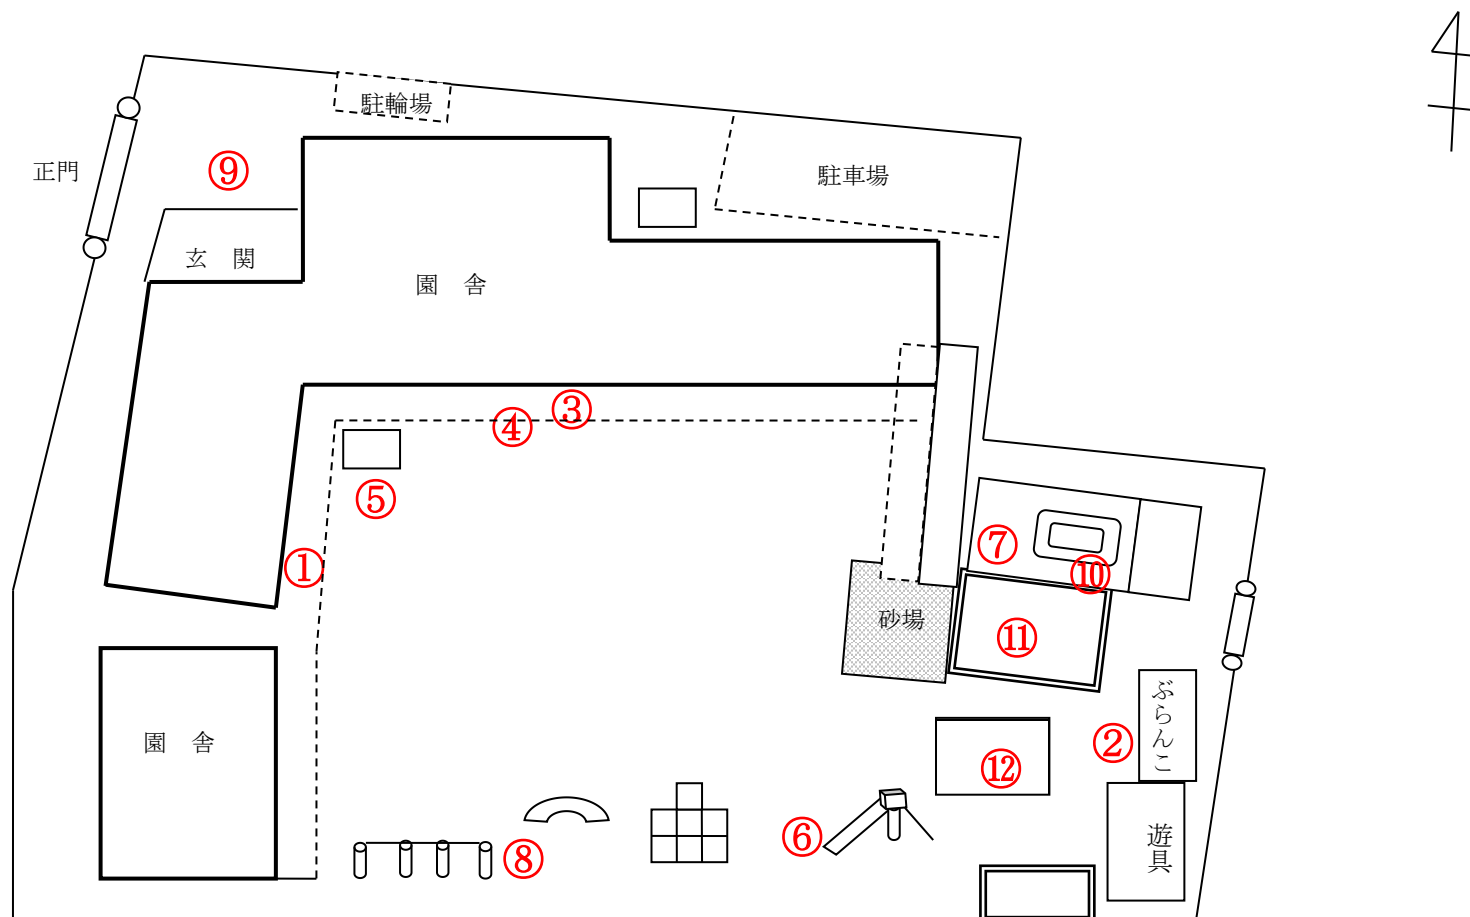 駐輪場
正門
⑨
駐車場
玄　関
園　舎
③
④
⑤
⑦
①
⑩
砂場
⑪
ぶらんこ
②
園　舎
⑫
⑥
遊具
⑧